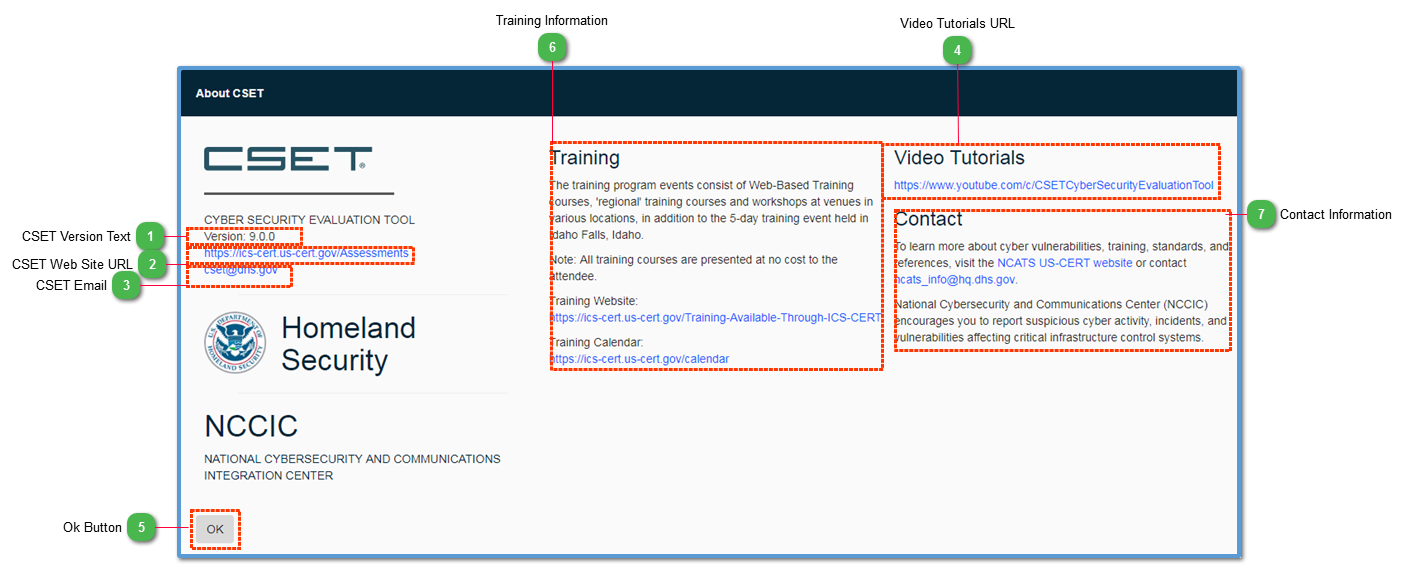 Training Information
6
Video Tutorials URL
4
About CSET
CSET®
CYBER SECURITY EVALUATION TOOL
CSET Version Text 1
Version: 9.0.0
CSET Web Site URL 2
https://ics-cert.us-cert.gov/Assessments
CSET Email 3
cset@dhs.gov
U.S. DEPARTMENT OF HOMELAND SECURITY
Homeland
Security
NCCIC
NATIONAL CYBERSECURITY AND COMMUNICATIONS
INTEGRATION CENTER
Ok Button 5
OK
Training
The training program events consist of Web-Based Training
courses, 'regional' training courses and workshops at venues in
various locations, in addition to the 5-day training event held in
Idaho Falls, Idaho.
Note: All training courses are presented at no cost to the
attendee.
Training Website:
https://ics-cert.us-cert.gov/Training-Available-Through-ICS-CERT
Training Calendar:
https://ics-cert.us-cert.gov/calendar
Video Tutorials
https://www.youtube.com/c/CSETCyberSecurityEvaluationTool
7 Contact Information
Contact
To learn more about cyber vulnerabilities, training, standards, and
references, visit the NCATS US-CERT website or contact
ncats_info@hq.dhs.gov.
National Cybersecurity and Communications Center (NCCIC)
encourages you to report suspicious cyber activity, incidents, and
vulnerabilities affecting critical infrastructure control systems.